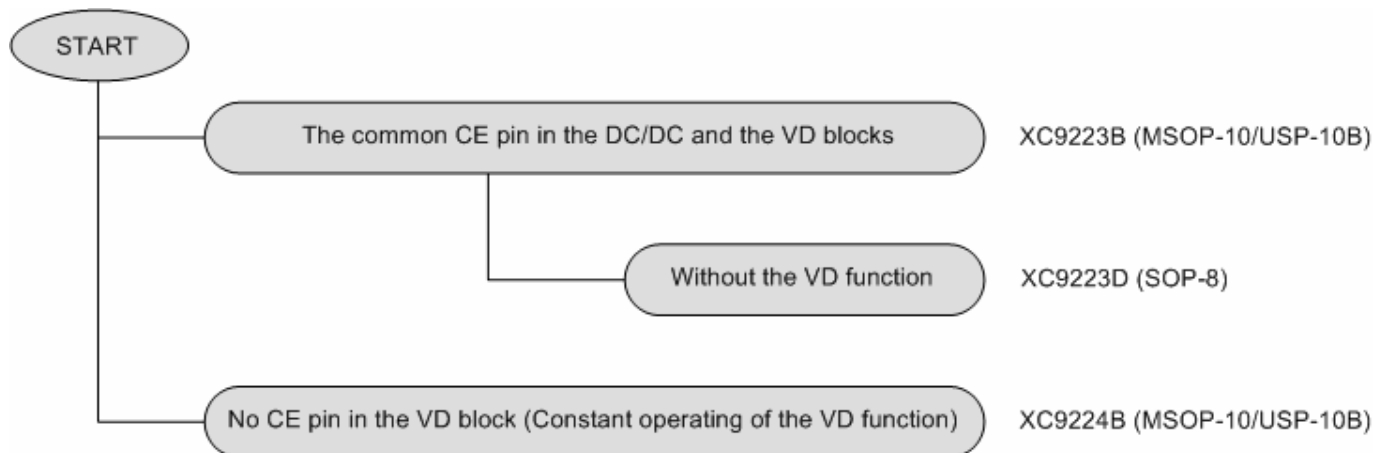 START
The common CE pin in the DC/DC and the VD blocks
XC9223B (MSOP-10/USP-10B)
Without the VD function
XC9223D (SOP-8)
No CE pin in the VD block (Constant operating of the VD function)
XC9224B (MSOP-10/USP-10B)